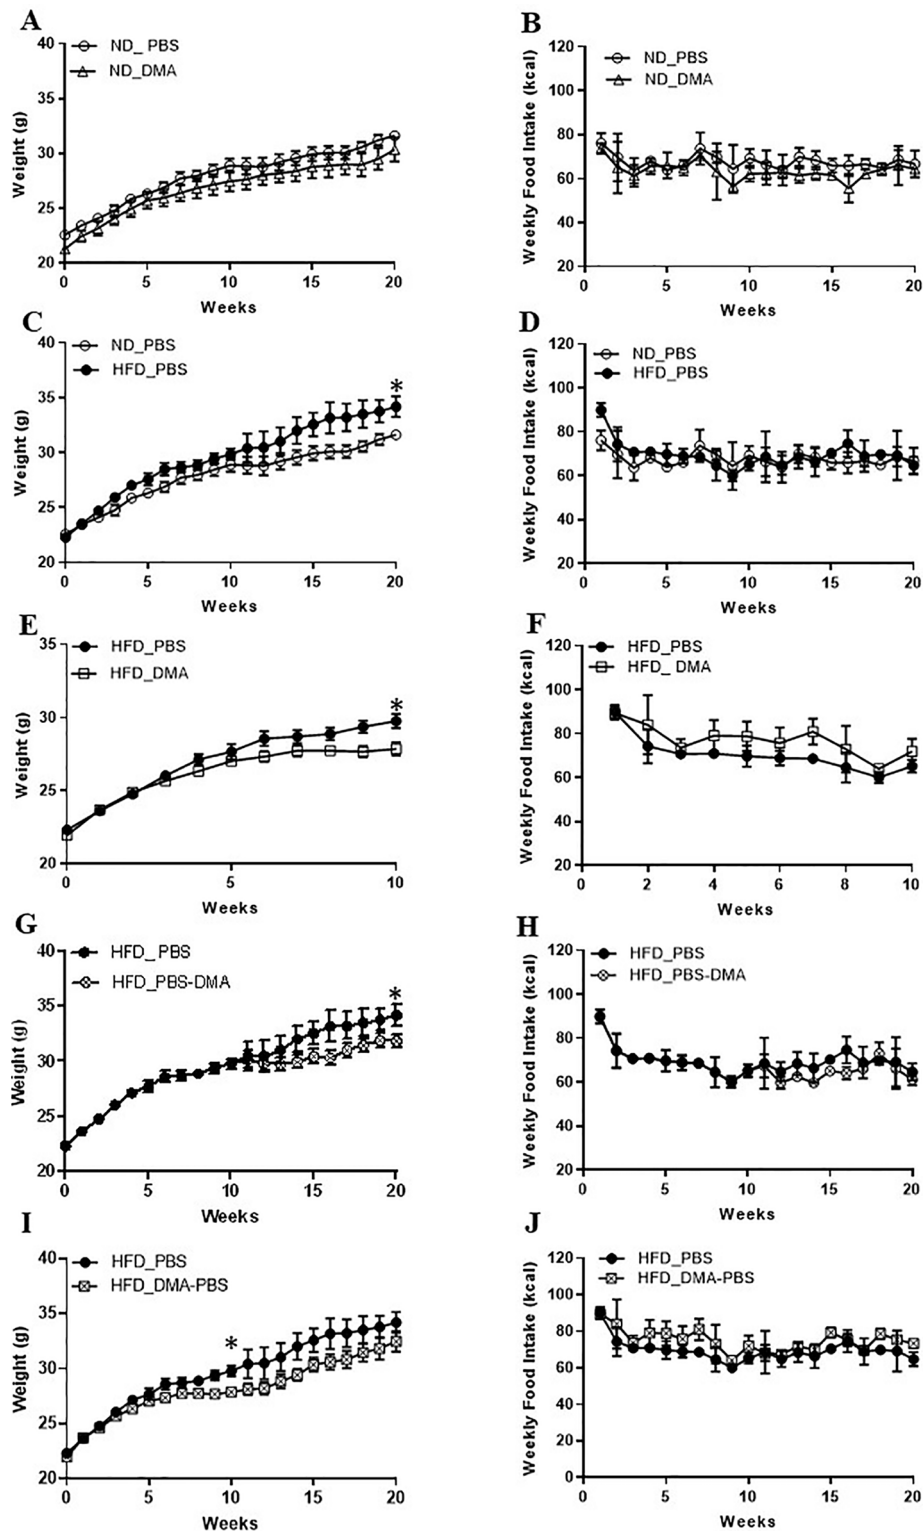 A
40
35
30
25
20
Weight (g)
ND_ PBS
ND_DMA
0 5 10 15 20
Weeks
B
120
100
80
60
40
20
Weekly Food Intake (kcal)
ND_PBS
ND_DMA
0 5 10 15 20
Weeks
C
40
35
30
25
20
Weight (g)
ND_PBS
HFD_PBS
*
0 5 10 15 20
Weeks
D
120
100
80
60
40
20
Weekly Food Intake (kcal)
ND_PBS
HFD_PBS
0 5 10 15 20
Weeks
E
35
30
25
20
Weight (g)
HFD_PBS
HFD_DMA
*
0 5 10
Weeks
F
120
100
80
60
40
20
Weekly Food Intake (kcal)
HFD_PBS
HFD_ DMA
0 2 4 6 8 10
Weeks
G
40
35
30
25
20
Weight (g)
HFD_ PBS
HFD_PBS-DMA
*
0 5 10 15 20
Weeks
H
120
100
80
60
40
20
Weekly Food Intake (kcal)
HFD_PBS
HFD_PBS-DMA
0 5 10 15 20
Weeks
I
40
35
30
25
20
Weight (g)
HFD_PBS
HFD_DMA-PBS
*
0 5 10 15 20
Weeks
J
120
100
80
60
40
20
0
Weekly Food Intake (kcal)
HFD_PBS
HFD_DMA-PBS
0 5 10 15 20
Weeks